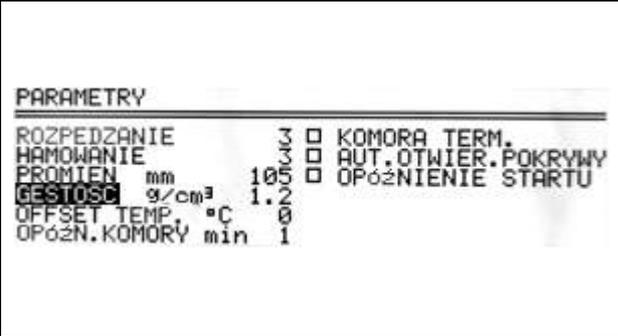 PARAMETRY
ROZPEDZANIE 3 □ KOMORA TERM.
HAMOWANIE 3 □ AUT.OTWIER.POKRYWY
PROMIEN mm 105 □ OPóŹNIENIE STARTU
GESTOSC g/cm³ 1.2
OFFSET TEMP. °C 0
OPóŹN.KOMORY min 1